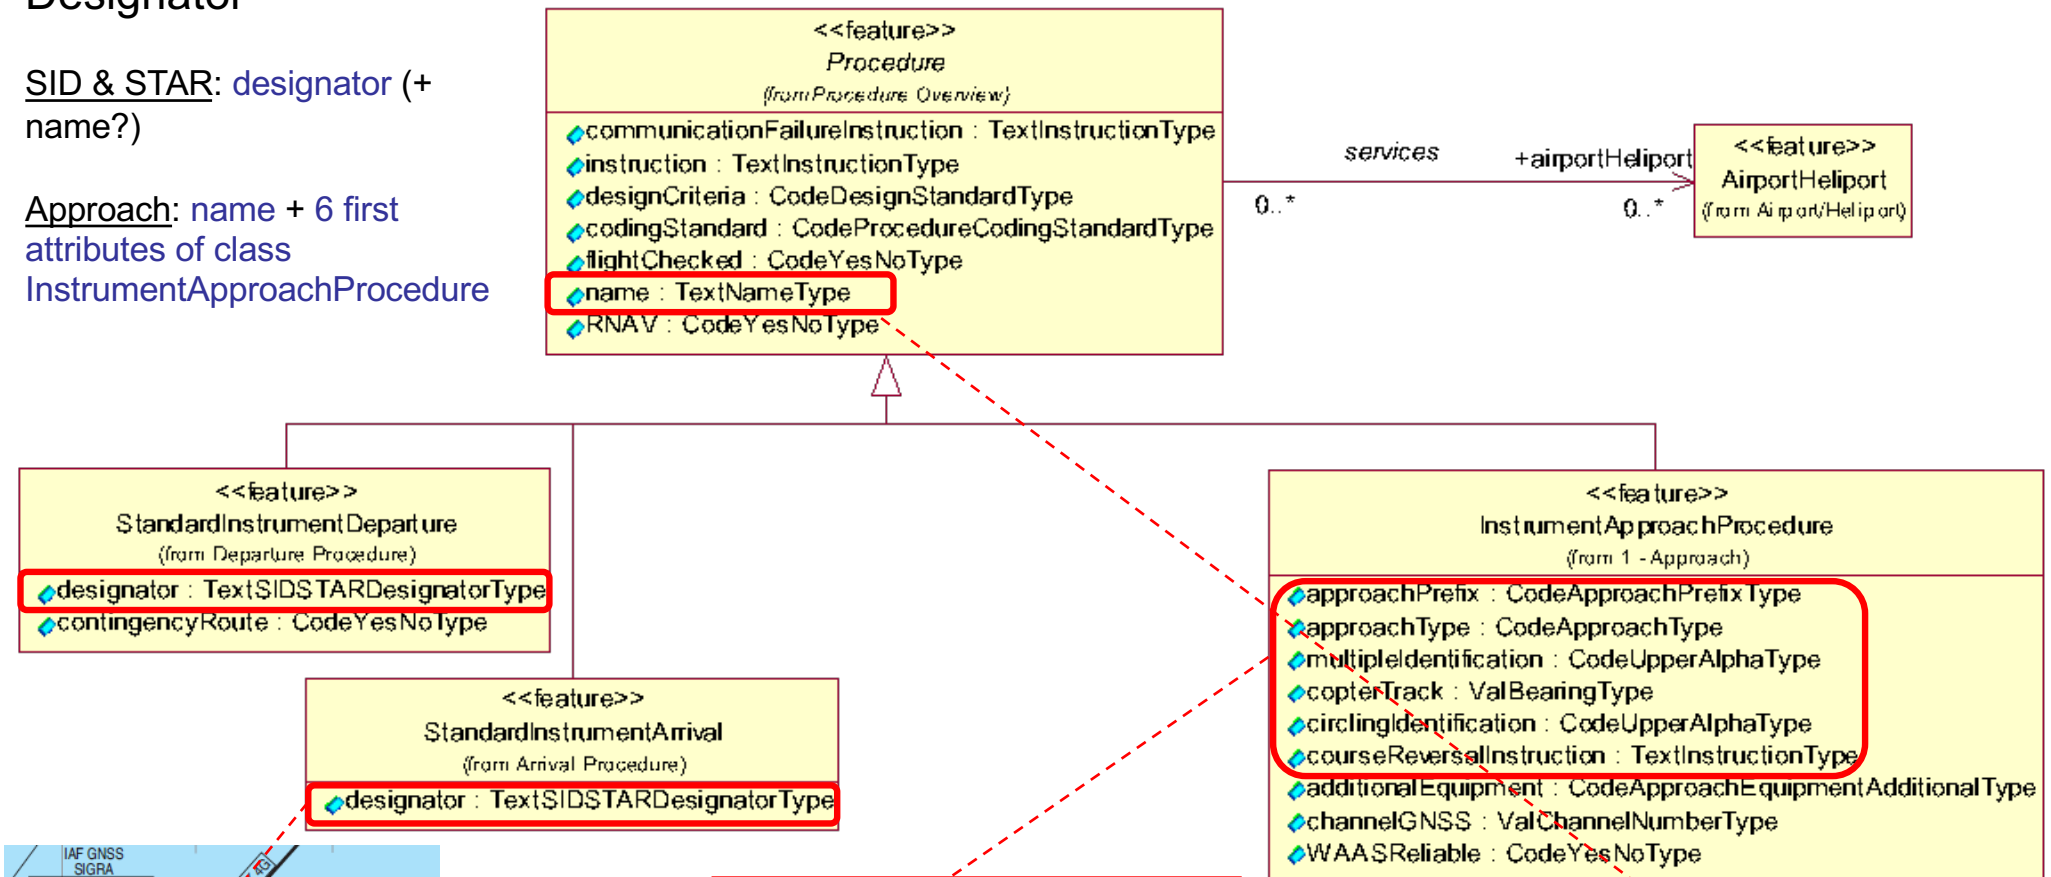 Designator
SID & STAR: designator (+
name?)
Approach: name + 6 first
attributes of class
InstrumentApproachProcedure
<<feature>>
Procedure
(from Procedure Overview)
communicationFailureInstruction : TextInstructionType
instruction : TextInstructionType
designCriteria : CodeDesignStandardType
codingStandard : CodeProcedureCodingStandardType
flightChecked : CodeYesNoType
name : TextNameType
RNAV : CodeYesNoType
services
+airportHeliport
0..*
0..*
<<feature>>
AirportHeliport
(from Airport/Heliport)
<<feature>>
StandardInstrumentDeparture
(from Departure Procedure)
designator : TextSIDSTARDesignatorType
contingencyRoute : CodeYesNoType
<<feature>>
StandardInstrumentArrival
(from Arrival Procedure)
designator : TextSIDSTARDesignatorType
<<feature>>
InstrumentApproachProcedure
(from 1 - Approach)
approachPrefix : CodeApproachPrefixType
approachType : CodeApproachType
multipleIdentification : CodeUpperAlphaType
copterTrack : ValBearingType
circlingIdentification : CodeUpperAlphaType
courseReversalInstruction : TextInstructionType
additionalEquipment : CodeApproachEquipmentAdditionalType
channelGNSS : ValChannelNumberType
WAASReliable : CodeYesNoType
IAF GNSS
SIGRA
4G